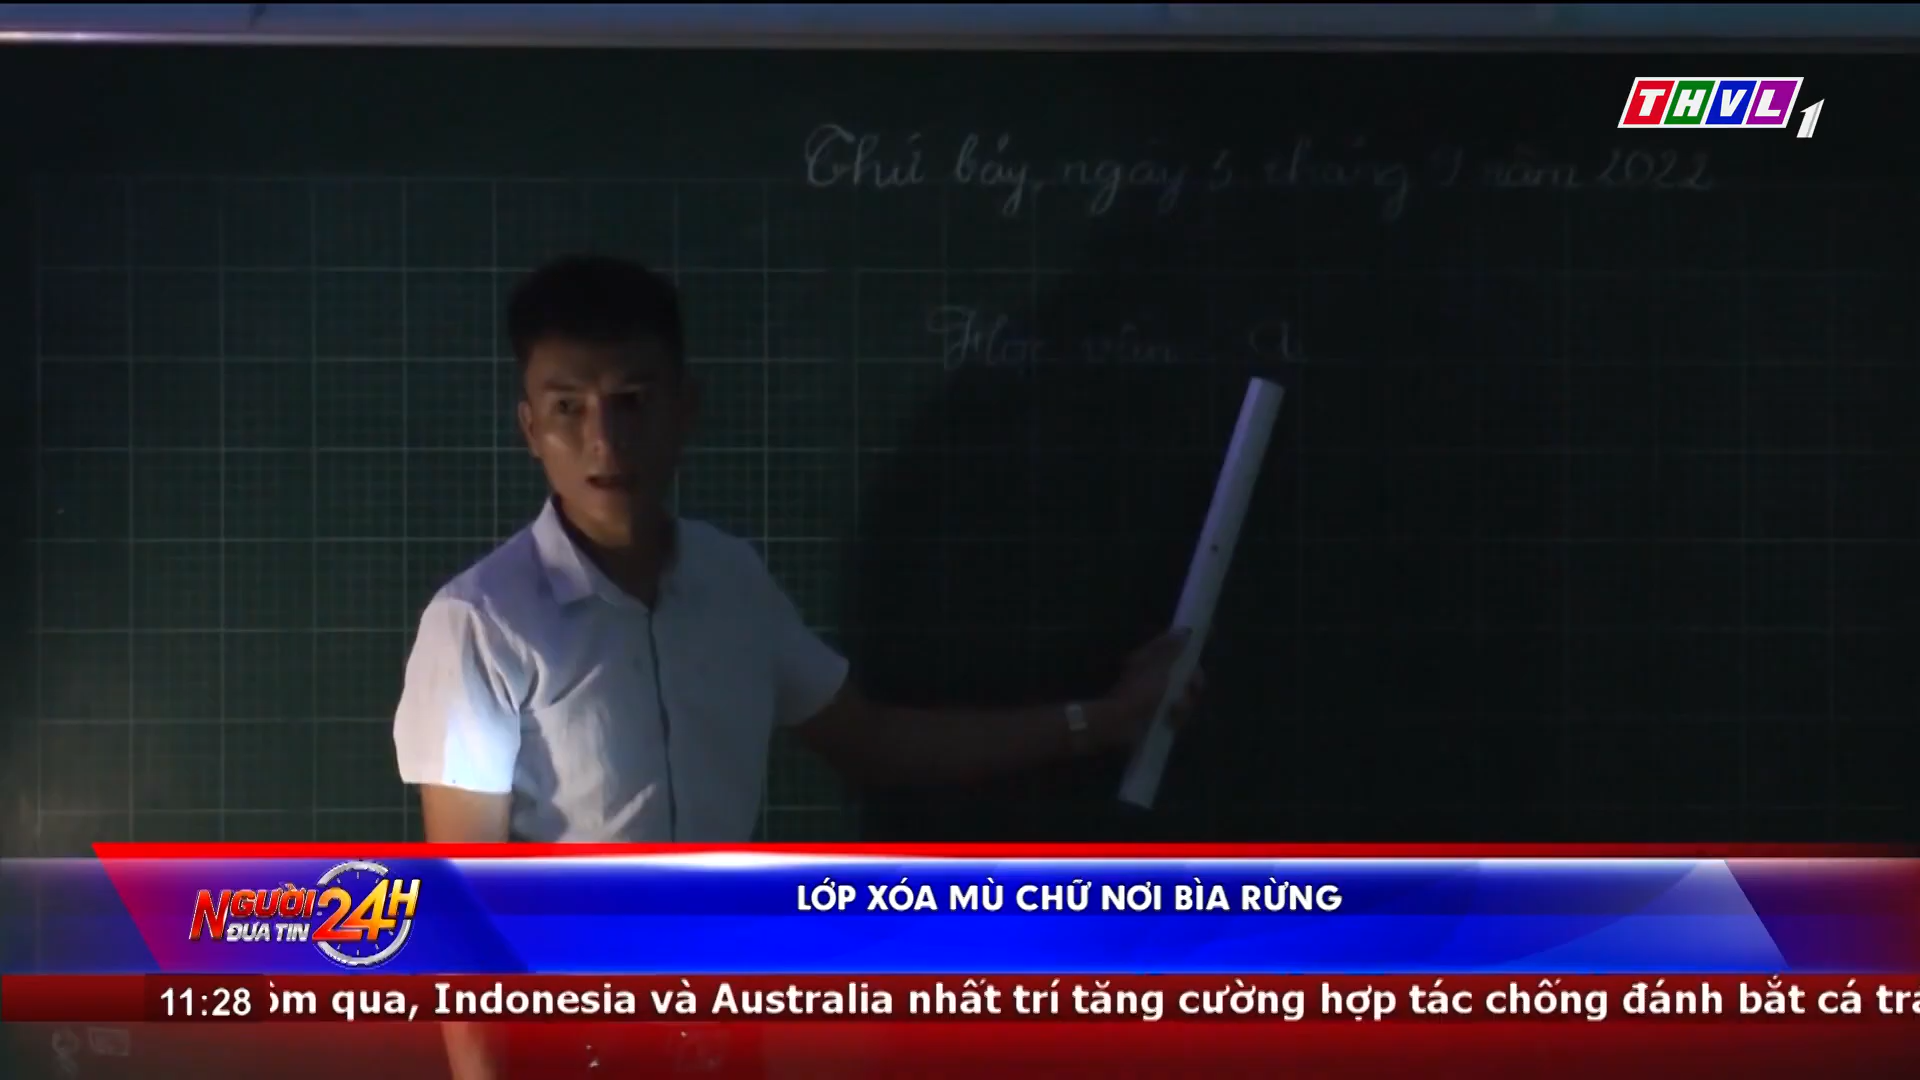 THVL1
Thứ bảy, ngày 5 tháng 9 năm 2022
Học vần
LỚP XÓA MÙ CHỮ NƠI BÌA RỪNG
NGƯỜI ĐƯA TIN 24H
11:28 ôm qua, Indonesia và Australia nhất trí tăng cường hợp tác chống đánh bắt cá tra